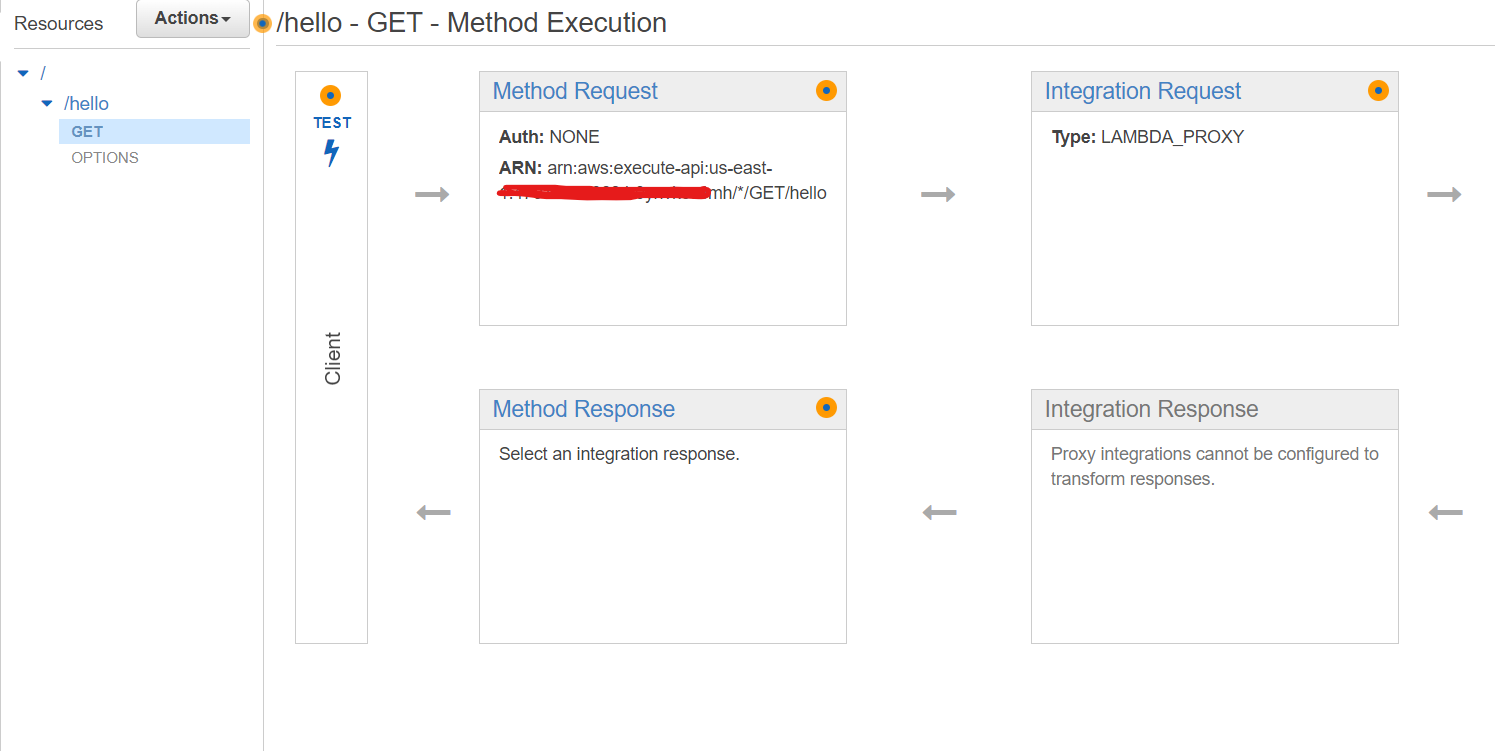 Resources
Actions
/hello - GET - Method Execution
/
/hello
GET
OPTIONS
TEST
Client
Method Request
Auth: NONE
ARN: arn:aws:execute-api:us-east-
mh/*/GET/hello
Integration Request
Type: LAMBDA_PROXY
Method Response
Select an integration response.
Integration Response
Proxy integrations cannot be configured to
transform responses.